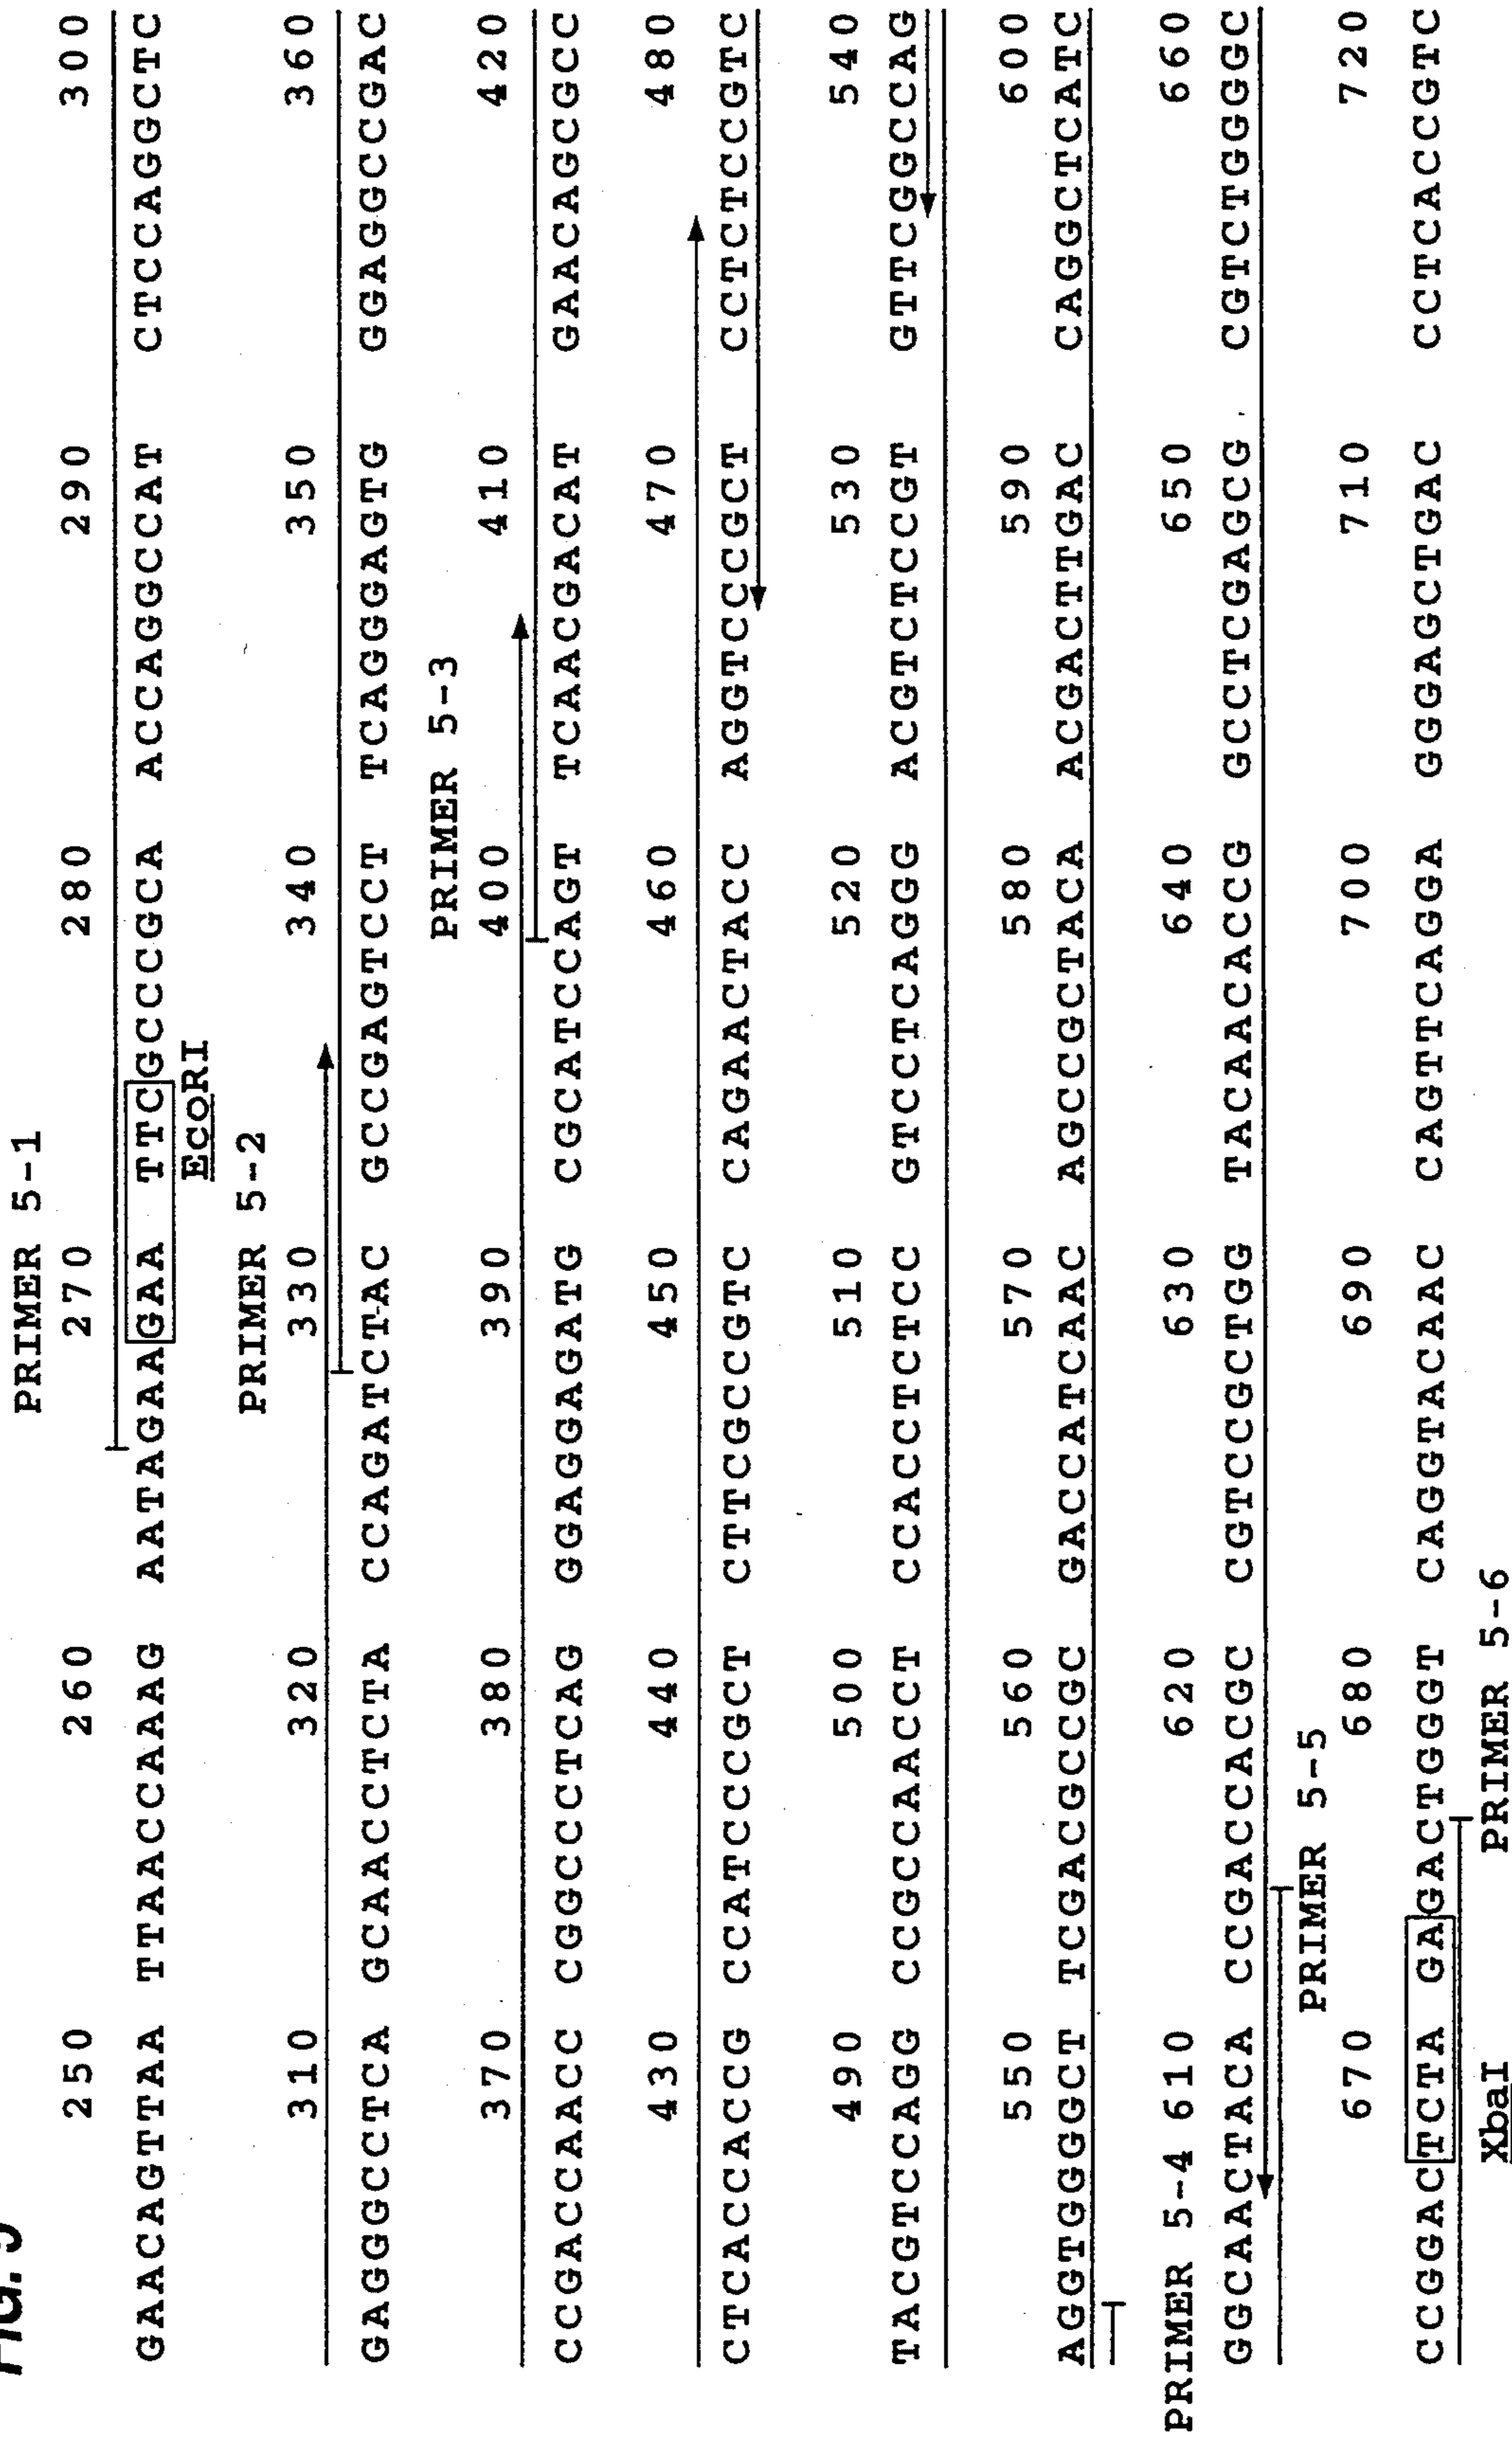 FIG. 5
PRIMER 5-1
250 260 270 280 290 300
GAACAGTTAA TTAACCAAAG AATAGAAGAA TTCGCCCGCA ACCAGGCCAT CTCCAGGCTC
EcoRI
PRIMER 5-2
310 320 330 340 350 360
GAGGGCCTCA GCAACCTCTA CCAGATCTAC GCCGAGTCCT TCAGGGAGTG GGAGGCCGAC
PRIMER 5-3
370 380 390 400 410 420
CCGACCAACC CGGCCCTCAG GGAGGAGATG CGCATCCAGT TCAACGACAT GAACAGCGCC
430 440 450 460 470 480
CTCACCACCG CCATCCCGCT CTTCGCCGTC CAGAACTACC AGGTCCCGCT CCTCTCCGTC
490 500 510 520 530 540
TACGTCCAGG CCGCCAACCT CCACCTCTCC GTCCTCAGGG ACGTCTCCGT GTTCGGCCAG
550 560 570 580 590 600
AGGTGGGGCT TCGACGCCGC GACCATCAAC AGCCGCTACA ACGACTTGAC CAGGCTCATC
PRIMER 5-4 610 620 630 640 650 660
GGCAACTACA CCGACCACGC CGTCCGCTGG TACAACACCG GCCTCGAGCG CGTCTGGGGC
PRIMER 5-5
670 680 690 700 710 720
CCGGACTCTA GAGACTGGGT CAGGTACAAC CAGTTCAGGA GGGAGCTGAC CCTCACCGTC
XbaI PRIMER 5-6